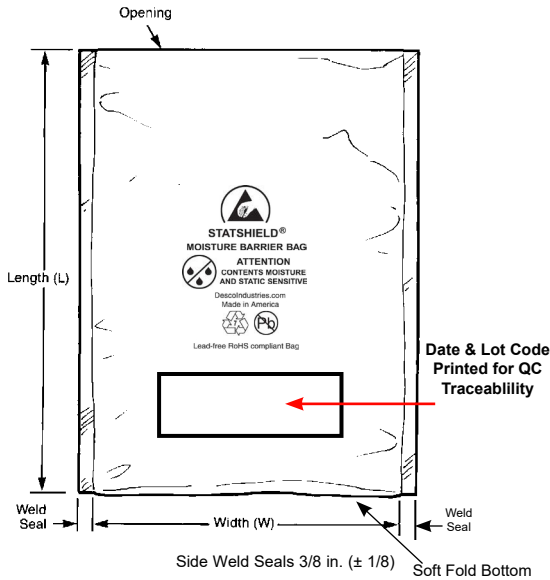 Opening
STATSHIELD®
MOISTURE BARRIER BAG
ATTENTION
CONTENTS MOISTURE
AND STATIC SENSITIVE
DescoIndustries.com
Made in America
Pb
Lead-free RoHS compliant Bag
Length (L)
Date & Lot Code
Printed for QC
Traceablility
Weld
Seal
Width (W)
Weld
Seal
Side Weld Seals 3/8 in. (± 1/8)
Soft Fold Bottom